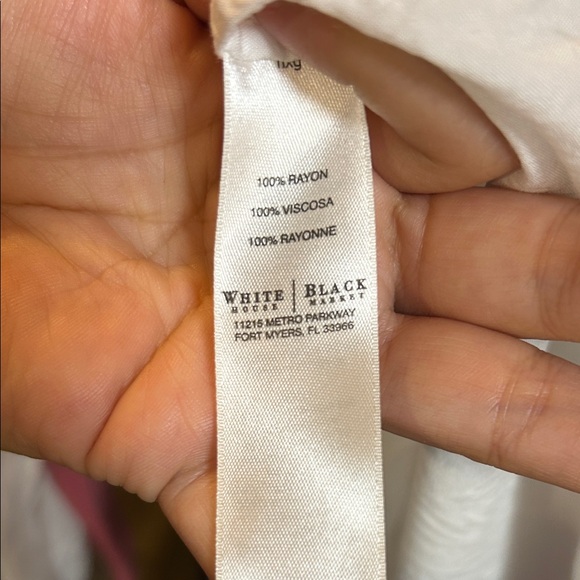 100% RAYON
100% VISCOSA
100% RAYONNE
WHITE | BLACK
HOUSE MARKET
11215 METRO PARKWAY
FORT MYERS, FL 33966